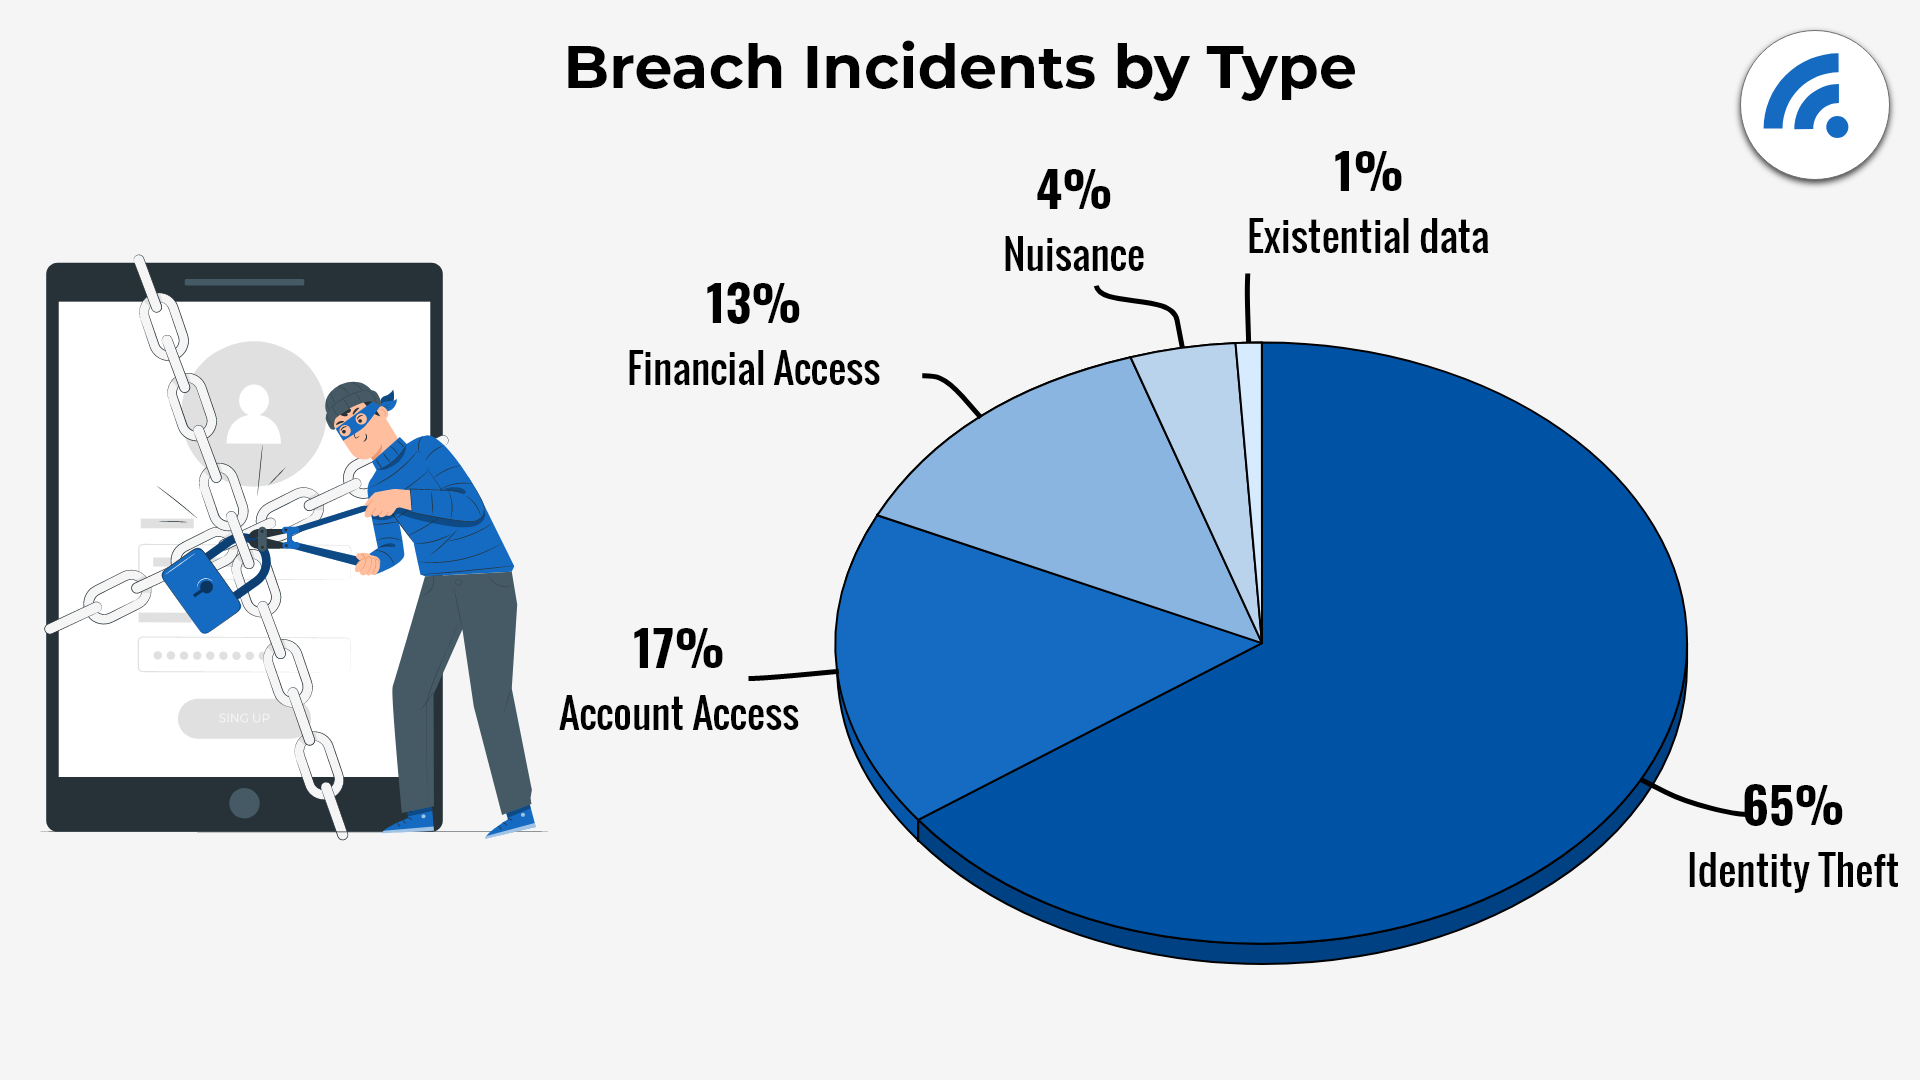 Breach Incidents by Type
1%
Existential data
4%
Nuisance
13%
Financial Access
17%
Account Access
65%
Identity Theft
SING UP